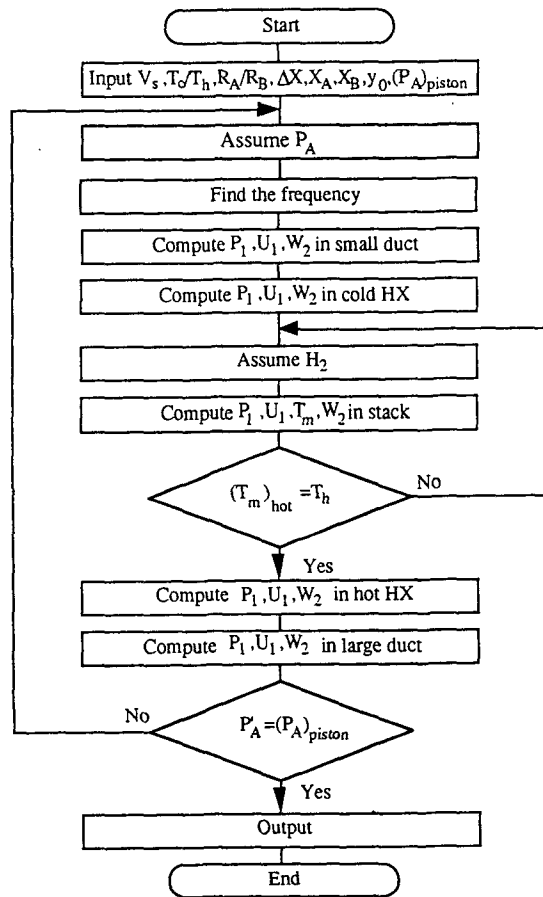 Start
Input V_s ,T_o/T_h,R_A/R_B,ΔX,X_A,X_B,y_0,(P_A)_piston
Assume P_A
Find the frequency
Compute P_1 ,U_1,W_2 in small duct
Compute P_1 ,U_1,W_2 in cold HX
Assume H_2
Compute P_1 ,U_1,T_m,W_2 in stack
(T_m)_hot =T_h
No
Yes
Compute P_1 ,U_1,W_2 in hot HX
Compute P_1 ,U_1,W_2 in large duct
No
P'_A=(P_A)_piston
Yes
Output
End